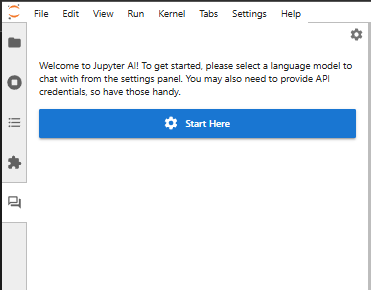 File Edit View Run Kernel Tabs Settings Help
Welcome to Jupyter AI! To get started, please select a language model to
chat with from the settings panel. You may also need to provide API
credentials, so have those handy.
Start Here